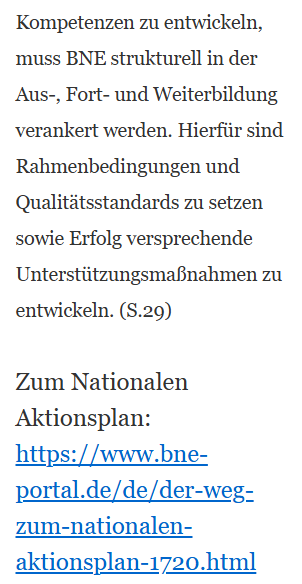 Kompetenzen zu entwickeln,
muss BNE strukturell in der
Aus-, Fort- und Weiterbildung
verankert werden. Hierfür sind
Rahmenbedingungen und
Qualitätsstandards zu setzen
sowie Erfolg versprechende
Unterstützungsmaßnahmen zu
entwickeln. (S.29)
Zum Nationalen
Aktionsplan:
https://www.bne-
portal.de/de/der-weg-
zum-nationalen-
aktionsplan-1720.html